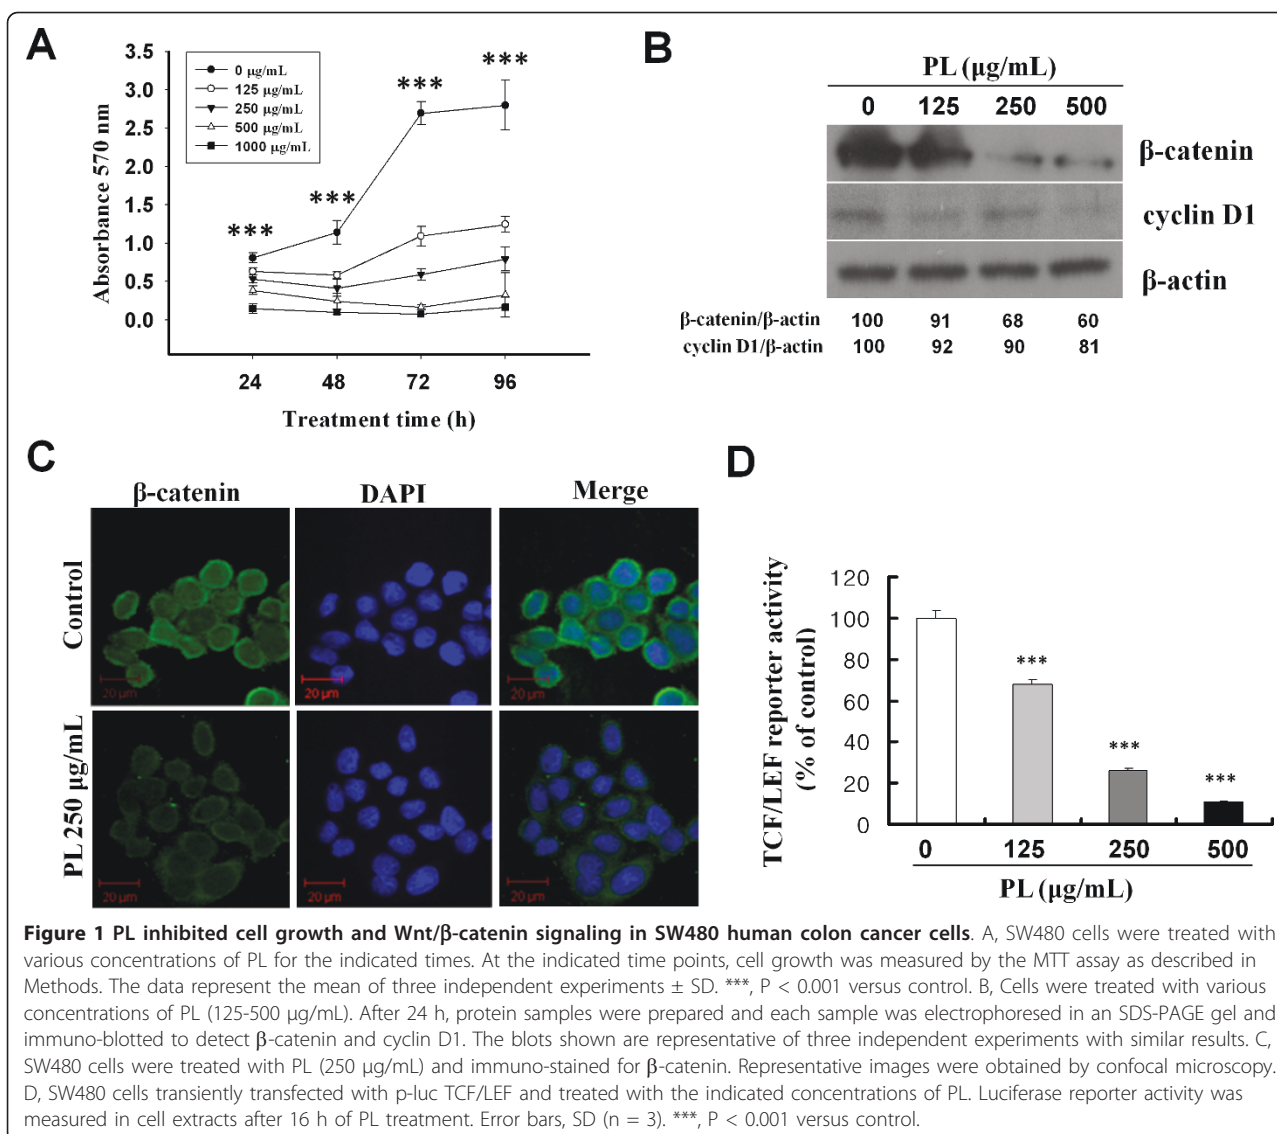 A
3.5
3.0
2.5
2.0
1.5
1.0
0.5
0.0
Absorbance 570 nm
0 µg/mL
125 µg/mL
250 µg/mL
500 µg/mL
1000 µg/mL
***
***
***
***
24 48 72 96
Treatment time (h)
B
PL (µg/mL)
0 125 250 500
β-catenin
cyclin D1
β-actin
β-catenin/β-actin 100 91 68 60
cyclin D1/β-actin 100 92 90 81
C
β-catenin DAPI Merge
Control
20 µm 20 µm 20 µm
PL 250 µg/mL
20 µm 20 µm 20 µm
D
TCF/LEF reporter activity
(% of control)
120
100
80
60
40
20
0
***
***
***
0 125 250 500
PL (µg/mL)
Figure 1 PL inhibited cell growth and Wnt/β-catenin signaling in SW480 human colon cancer cells. A, SW480 cells were treated with
various concentrations of PL for the indicated times. At the indicated time points, cell growth was measured by the MTT assay as described in
Methods. The data represent the mean of three independent experiments ± SD. ***, P < 0.001 versus control. B, Cells were treated with various
concentrations of PL (125-500 µg/mL). After 24 h, protein samples were prepared and each sample was electrophoresed in an SDS-PAGE gel and
immuno-blotted to detect β-catenin and cyclin D1. The blots shown are representative of three independent experiments with similar results. C,
SW480 cells were treated with PL (250 µg/mL) and immuno-stained for β-catenin. Representative images were obtained by confocal microscopy.
D, SW480 cells transiently transfected with p-luc TCF/LEF and treated with the indicated concentrations of PL. Luciferase reporter activity was
measured in cell extracts after 16 h of PL treatment. Error bars, SD (n = 3). ***, P < 0.001 versus control.